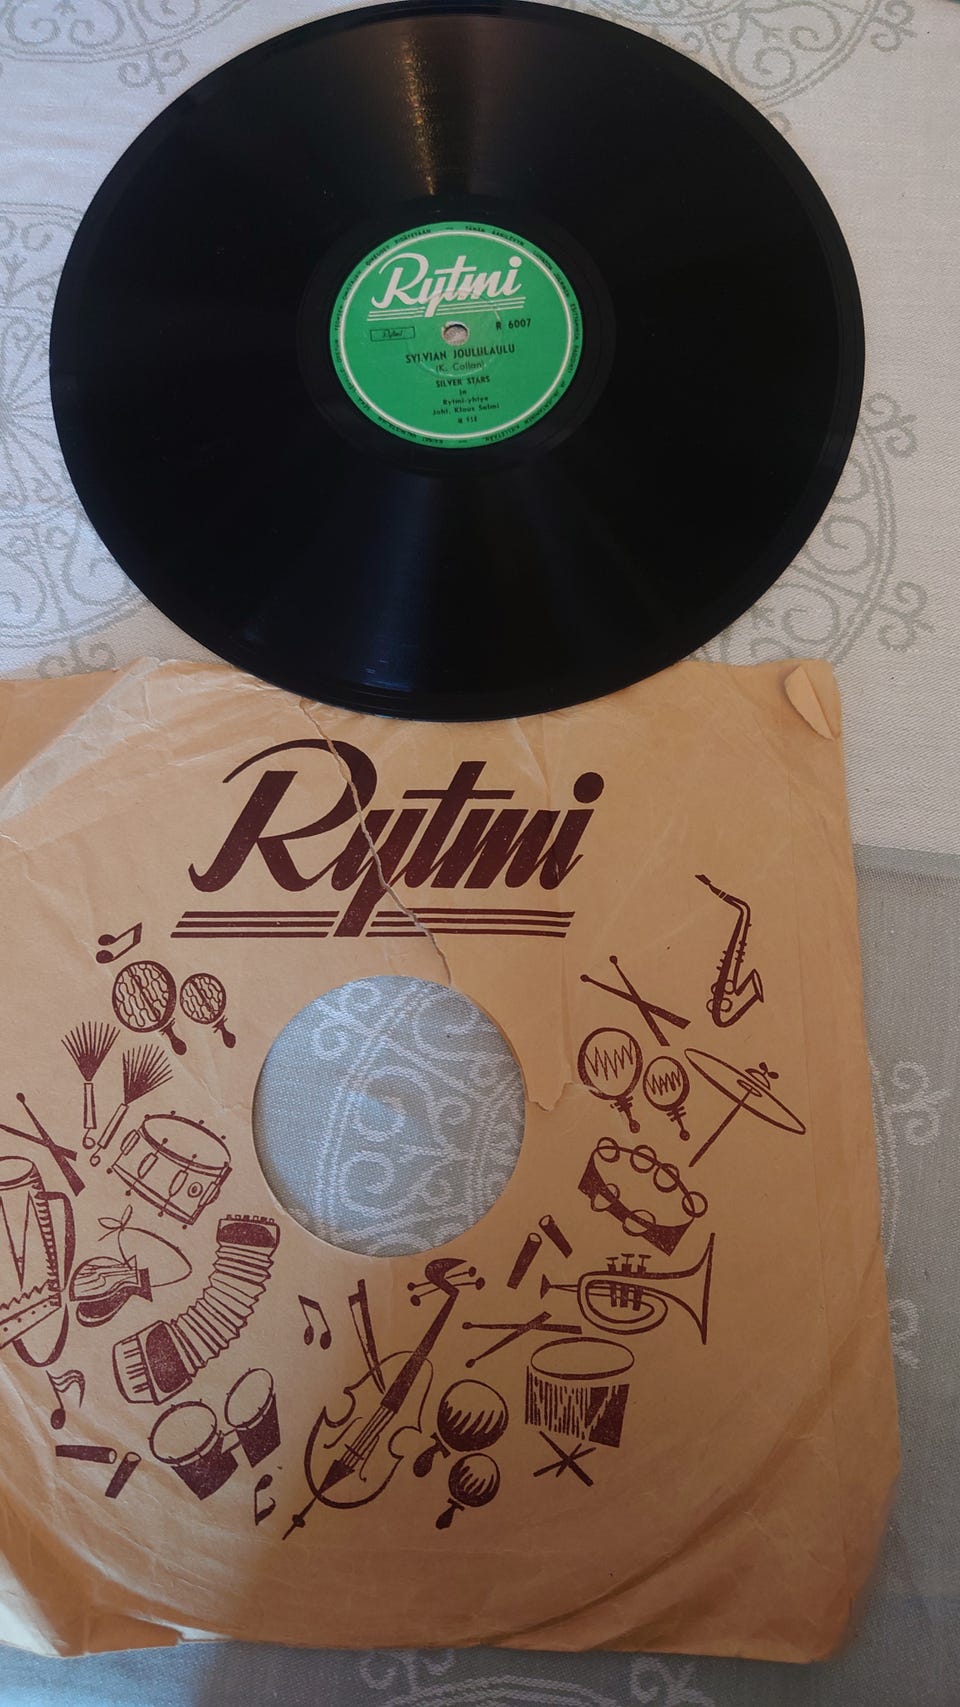 Rytmi
Rytmi
R 6007
SYLVIAN JOULULAULU
(K. Collan)
SILVER STARS
ja
Rytmi-yhtye
Joht. Klaus Salmi
Rytmi